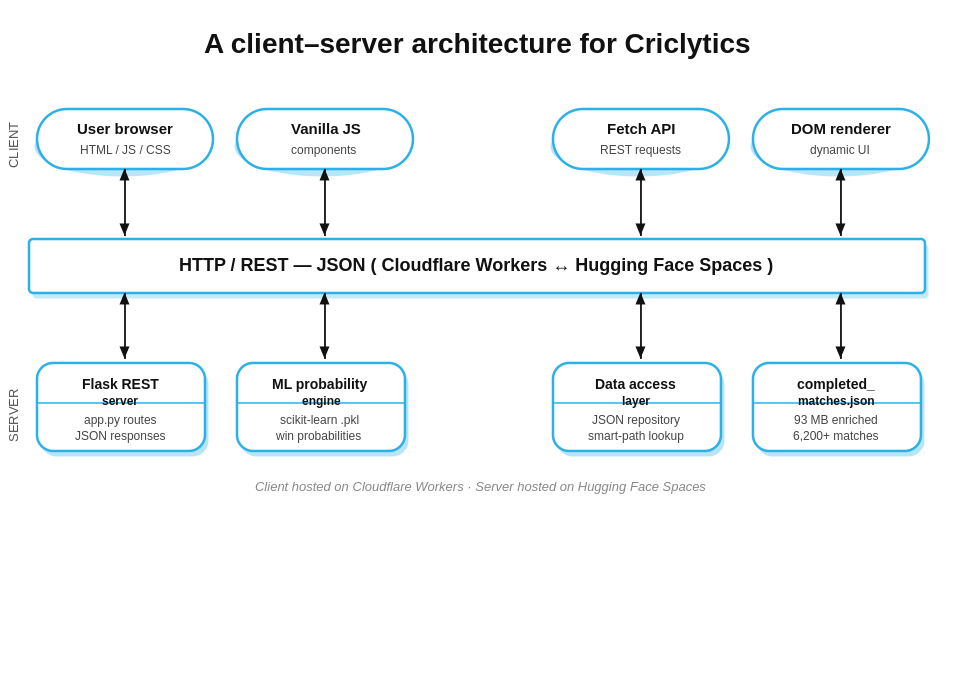 A client–server architecture for Criclytics
CLIENT
User browser
HTML / JS / CSS
Vanilla JS
components
Fetch API
REST requests
DOM renderer
dynamic UI
HTTP / REST — JSON ( Cloudflare Workers ↔ Hugging Face Spaces )
SERVER
Flask REST
server
app.py routes
JSON responses
ML probability
engine
scikit-learn .pkl
win probabilities
Data access
layer
JSON repository
smart-path lookup
completed_
matches.json
93 MB enriched
6,200+ matches
Client hosted on Cloudflare Workers · Server hosted on Hugging Face Spaces